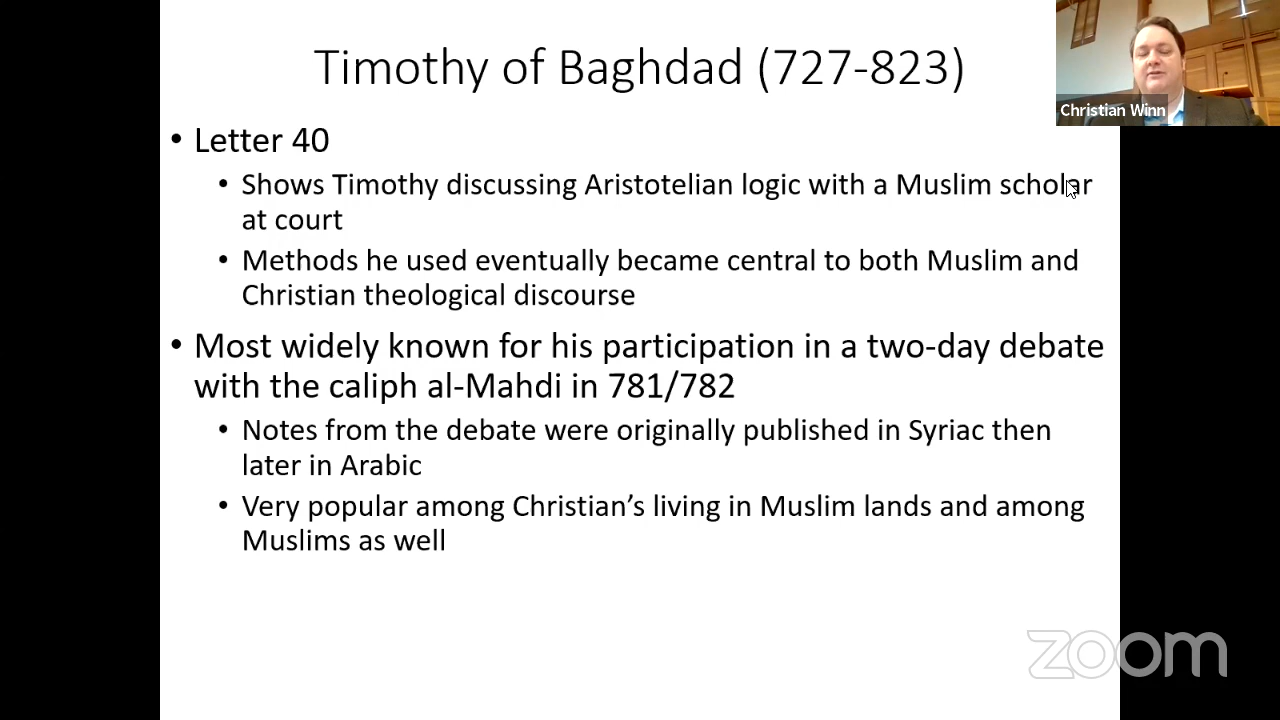 Timothy of Baghdad (727-823)
Christian Winn
• Letter 40
• Shows Timothy discussing Aristotelian logic with a Muslim scholar
at court
• Methods he used eventually became central to both Muslim and
Christian theological discourse
• Most widely known for his participation in a two-day debate
with the caliph al-Mahdi in 781/782
• Notes from the debate were originally published in Syriac then
later in Arabic
• Very popular among Christian’s living in Muslim lands and among
Muslims as well
zoom